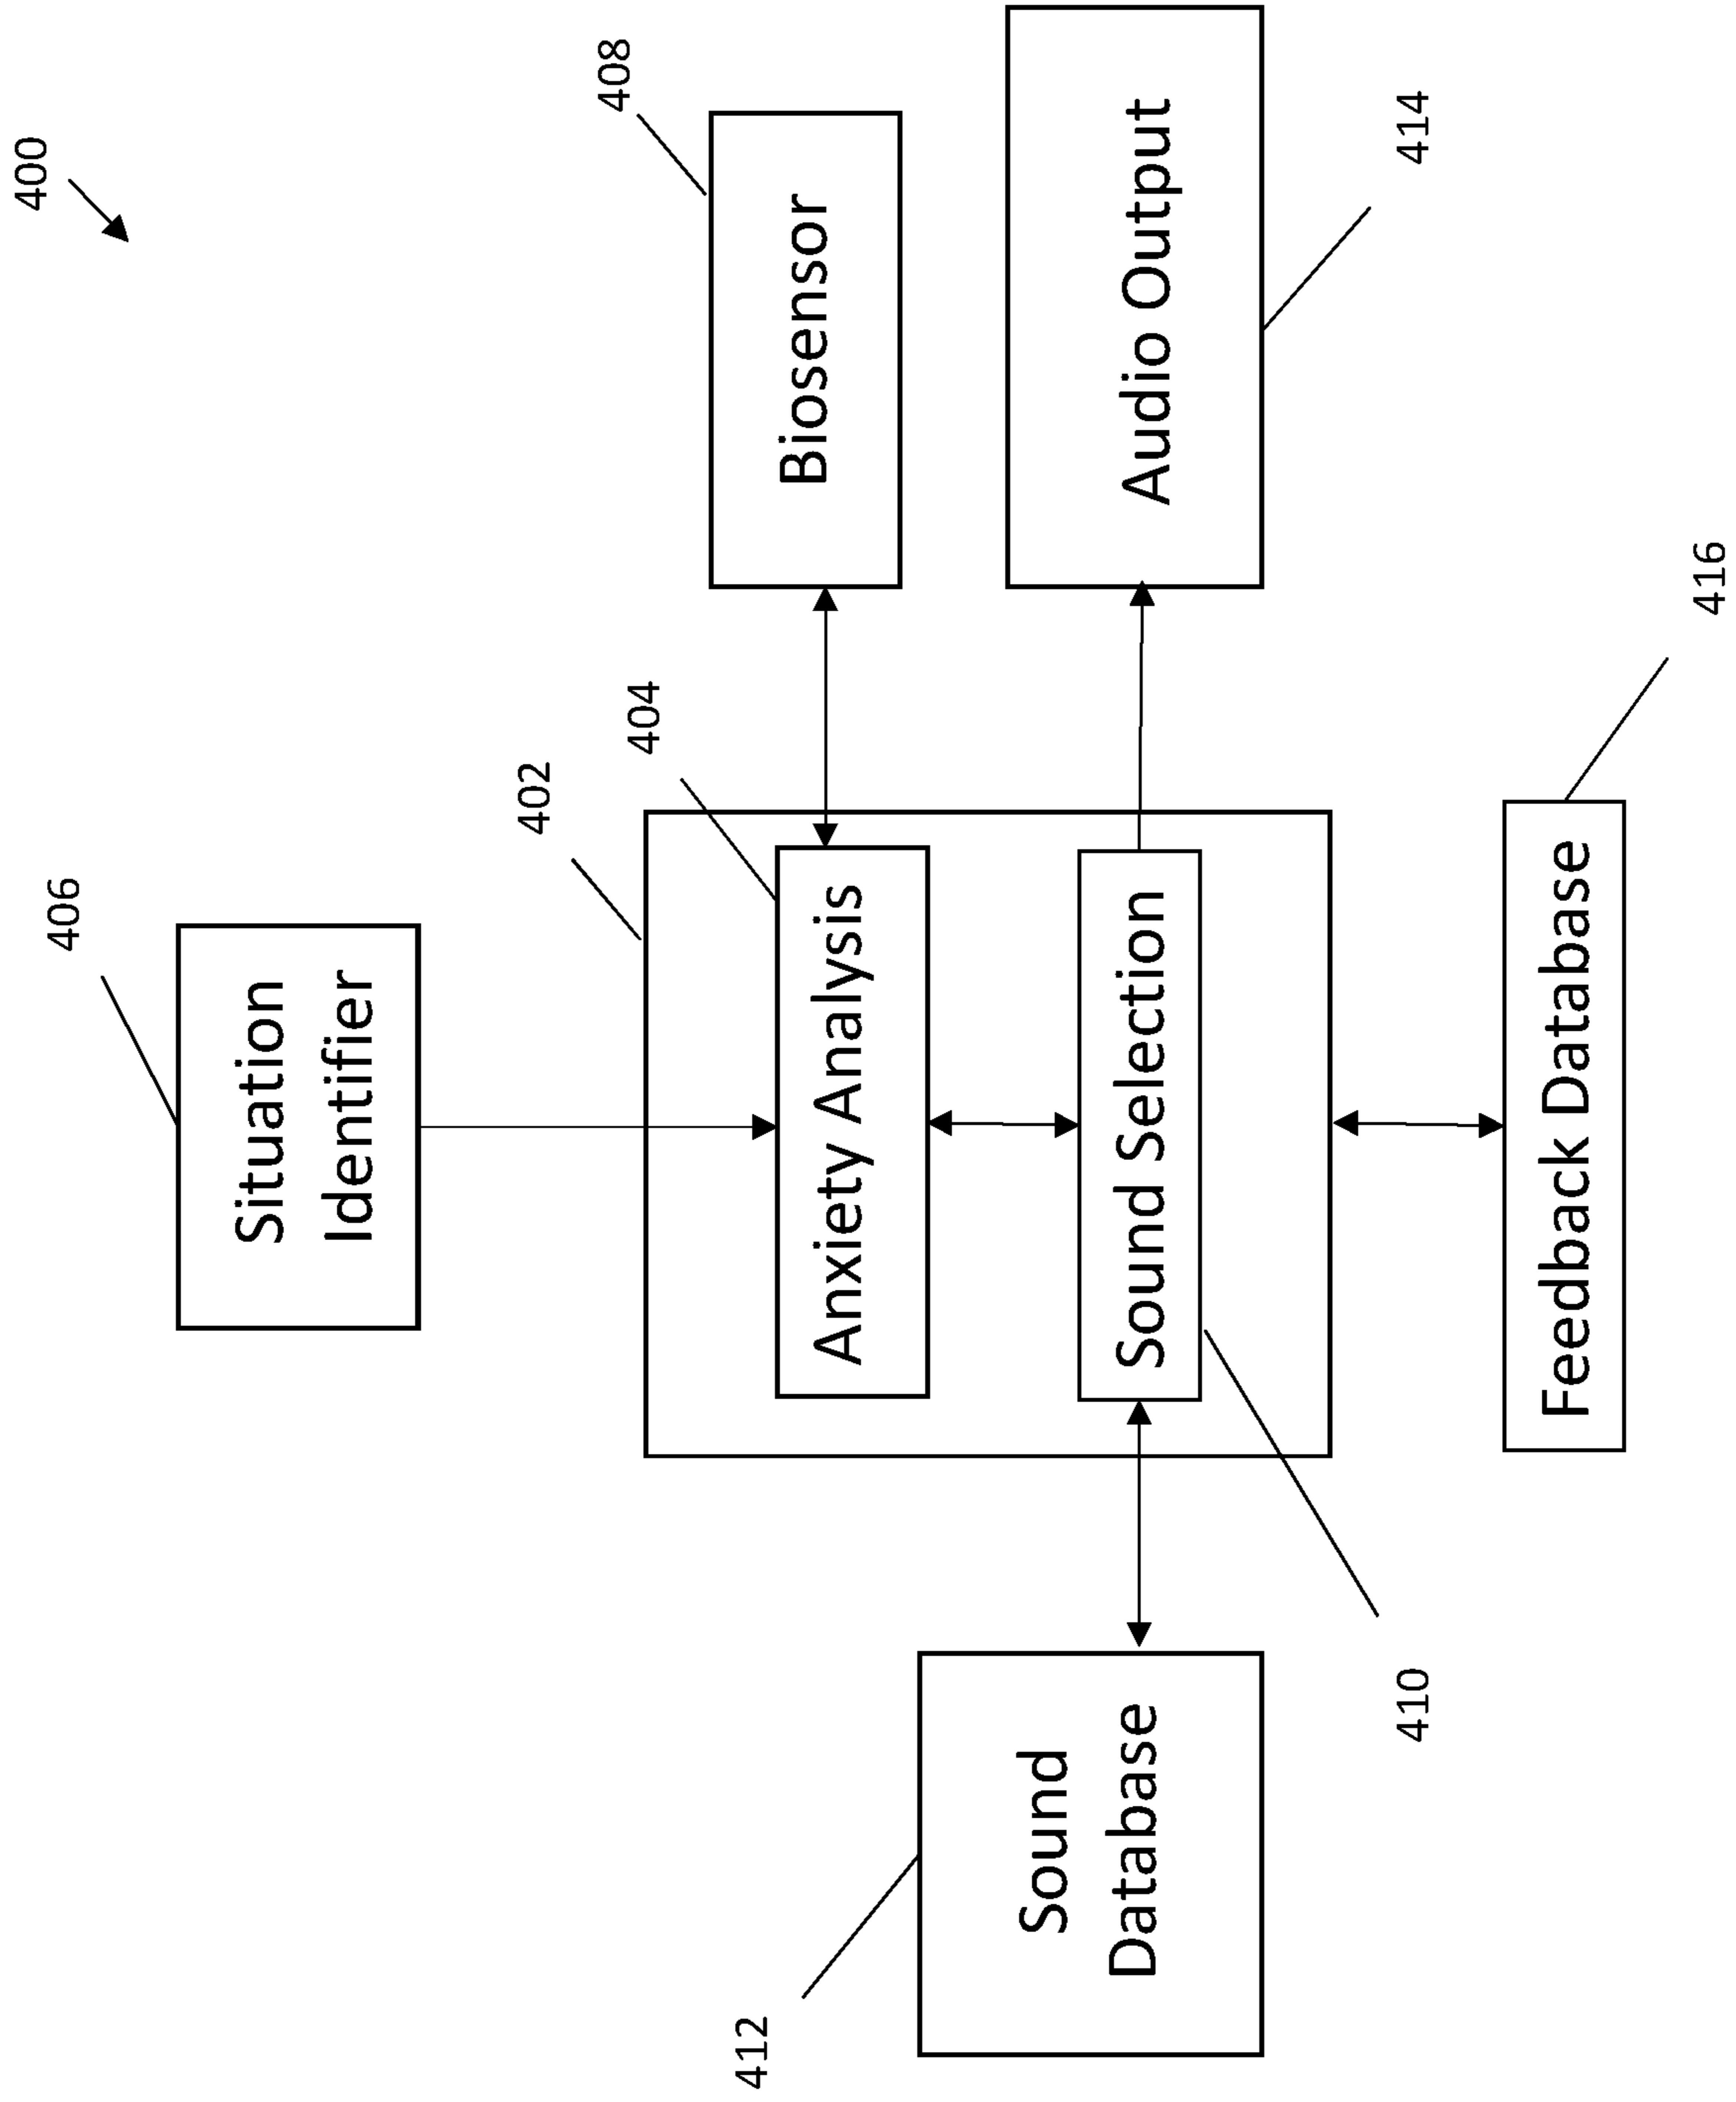 400
406
Situation
Identifier
402
404
408
Anxiety Analysis
Biosensor
412
Sound
Database
Sound Selection
Audio Output
410
414
Feedback Database
416